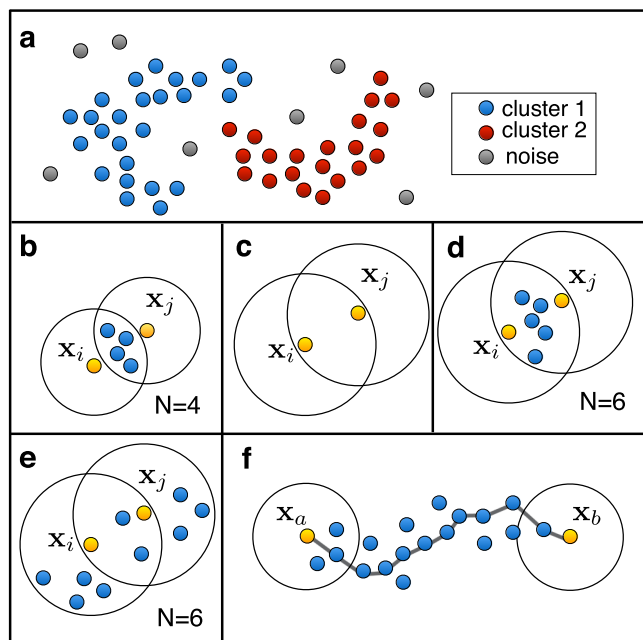 a
cluster 1
cluster 2
noise
b
x_j
x_i
N=4
c
x_j
x_i
d
x_j
x_i
N=6
e
x_j
x_i
N=6
f
x_a
x_b